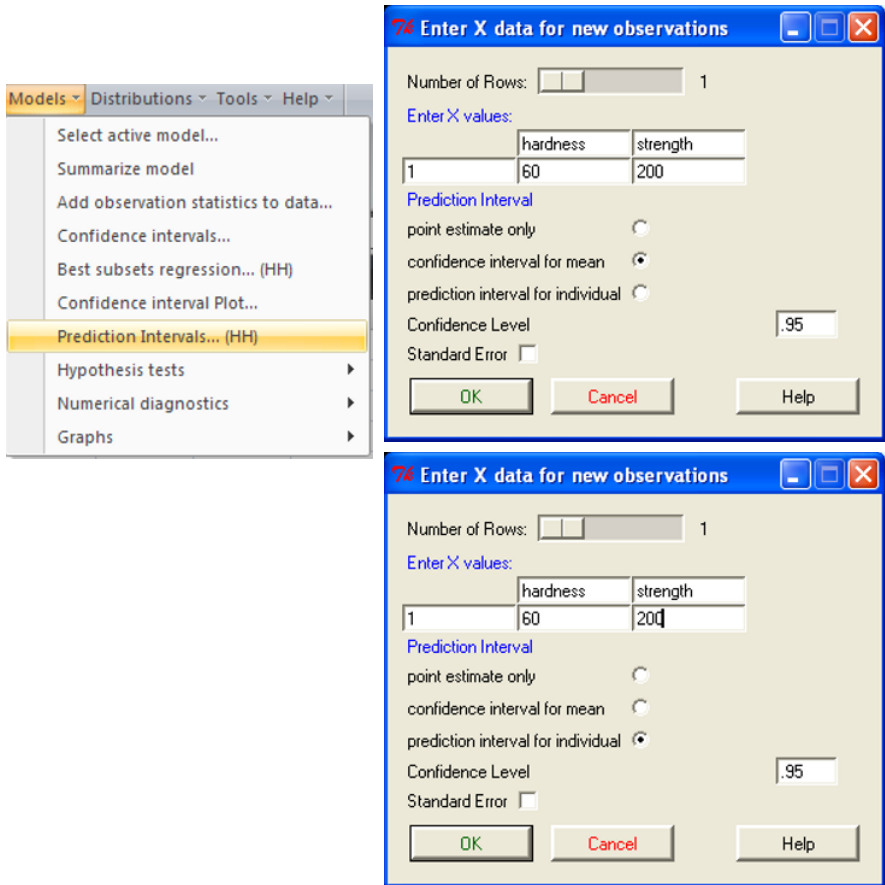 Models Distributions Tools Help
Select active model...
Summarize model
Add observation statistics to data...
Confidence intervals...
Best subsets regression... (HH)
Confidence interval Plot...
Prediction Intervals... (HH)
Hypothesis tests
Numerical diagnostics
Graphs
Enter X data for new observations
Number of Rows: 1
Enter X values:
hardness strength
1 60 200
Prediction Interval
point estimate only
confidence interval for mean
prediction interval for individual
Confidence Level .95
Standard Error
OK Cancel Help
Enter X data for new observations
Number of Rows: 1
Enter X values:
hardness strength
1 60 200
Prediction Interval
point estimate only
confidence interval for mean
prediction interval for individual
Confidence Level .95
Standard Error
OK Cancel Help